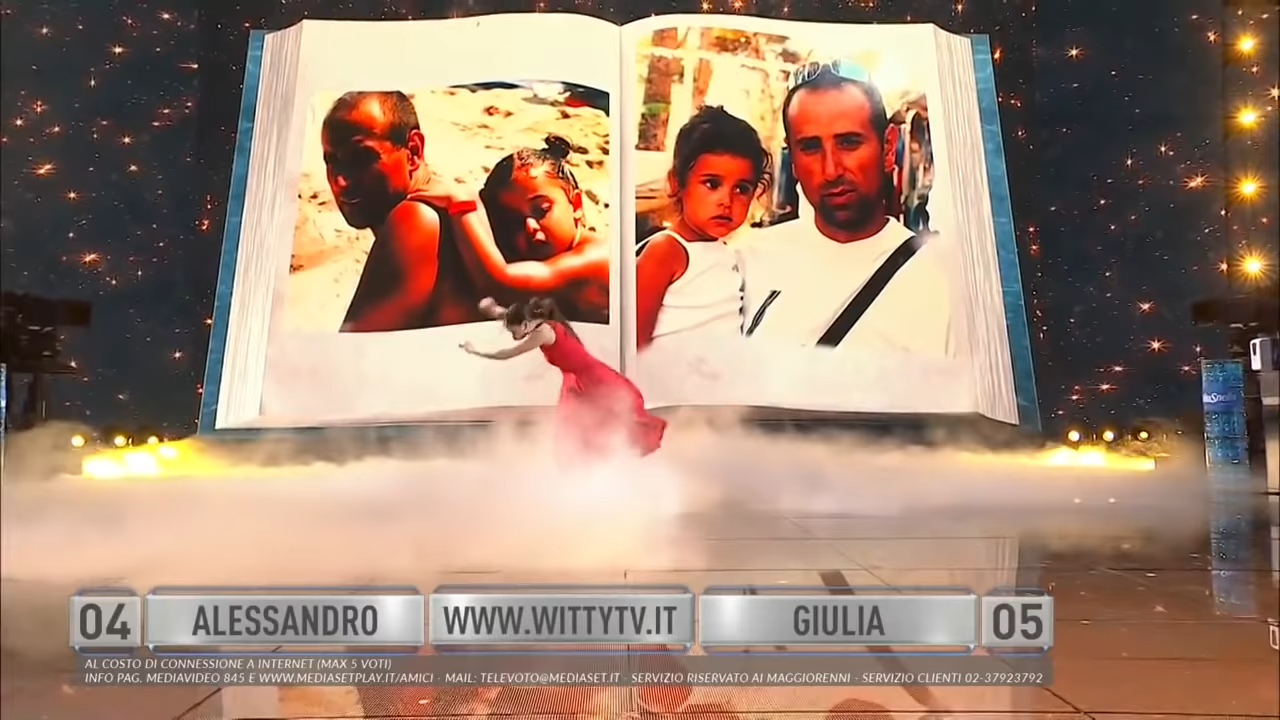 04 ALESSANDRO WWW.WITTYTV.IT GIULIA 05
AL COSTO DI CONNESSIONE A INTERNET (MAX 5 VOTI)
INFO PAG. MEDIAVIDEO 845 E WWW.MEDIASETPLAY.IT/AMICI - MAIL: TELEVOTO@MEDIASET.IT - SERVIZIO RISERVATO AI MAGGIORENNI - SERVIZIO CLIENTI 02-37923792